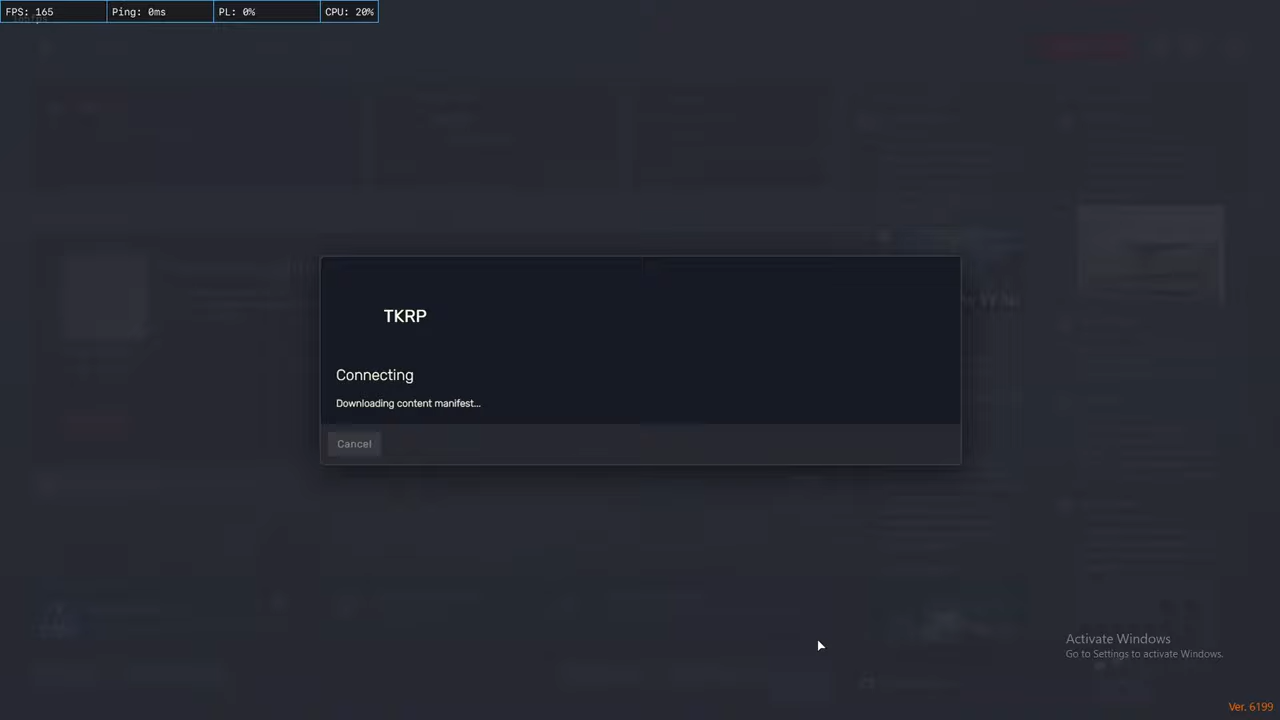 FPS: 165 Ping: 0ms PL: 0% CPU: 20%
TKRP
Connecting
Downloading content manifest...
Cancel
Activate Windows
Go to Settings to activate Windows.
Ver. 6199